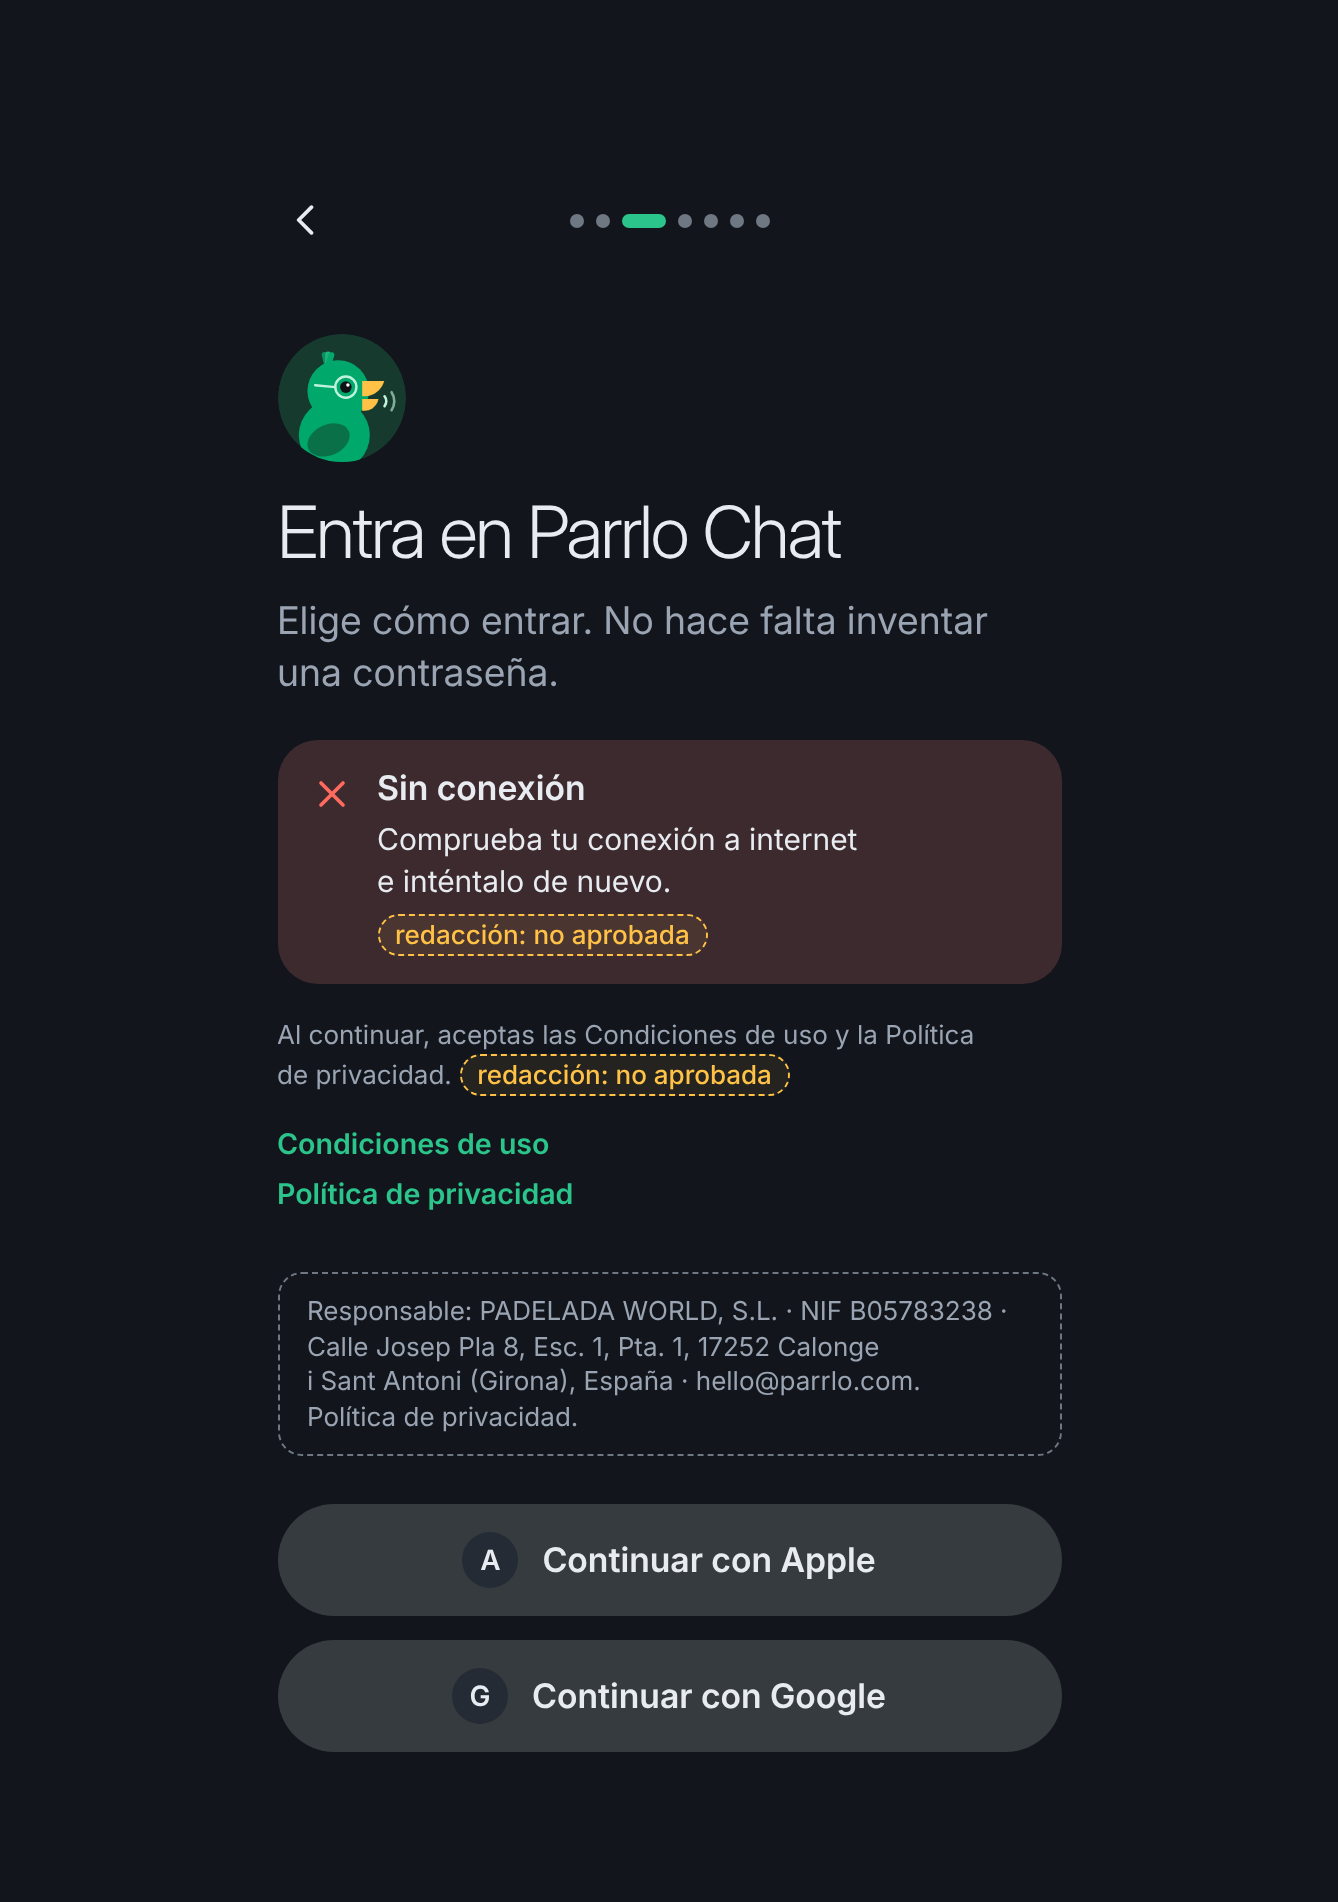 Entra en Parrlo Chat
Elige cómo entrar. No hace falta inventar
una contraseña.
Sin conexión
Comprueba tu conexión a internet
e inténtalo de nuevo.
redacción: no aprobada
Al continuar, aceptas las Condiciones de uso y la Política
de privacidad. redacción: no aprobada
Condiciones de uso
Política de privacidad
Responsable: PADELADA WORLD, S.L. · NIF B05783238 ·
Calle Josep Pla 8, Esc. 1, Pta. 1, 17252 Calonge
i Sant Antoni (Girona), España · hello@parrlo.com.
Política de privacidad.
A Continuar con Apple
G Continuar con Google